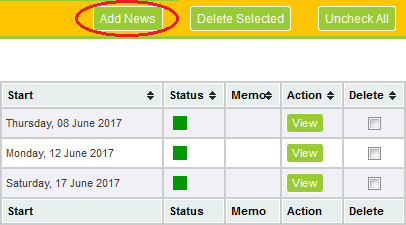 Add News Delete Selected Uncheck All
Start Status Memo Action Delete
Thursday, 08 June 2017 View
Monday, 12 June 2017 View
Saturday, 17 June 2017 View
Start Status Memo Action Delete